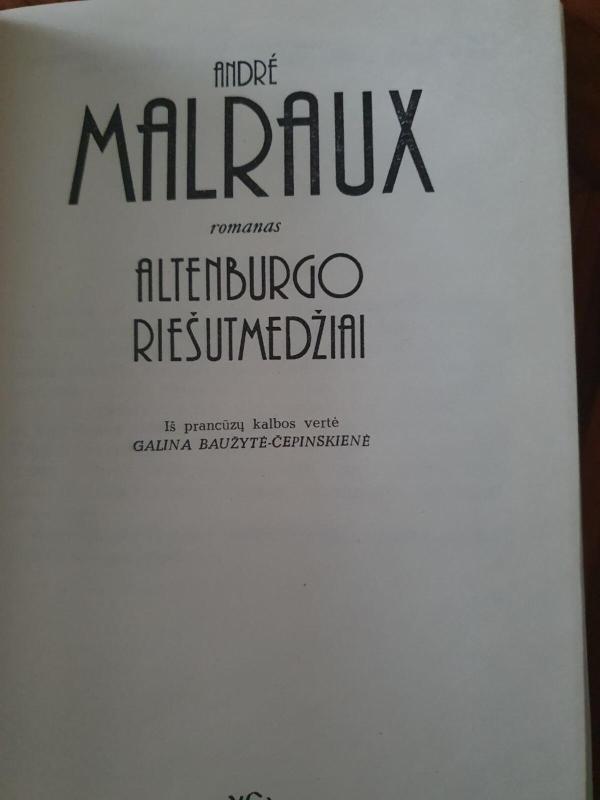 ANDRÉ
MALRAUX
romanas
ALTENBURGO
RIEŠUTMEDŽIAI
Iš prancūzų kalbos vertė
GALINA BAUŽYTĖ-ČEPINSKIENĖ